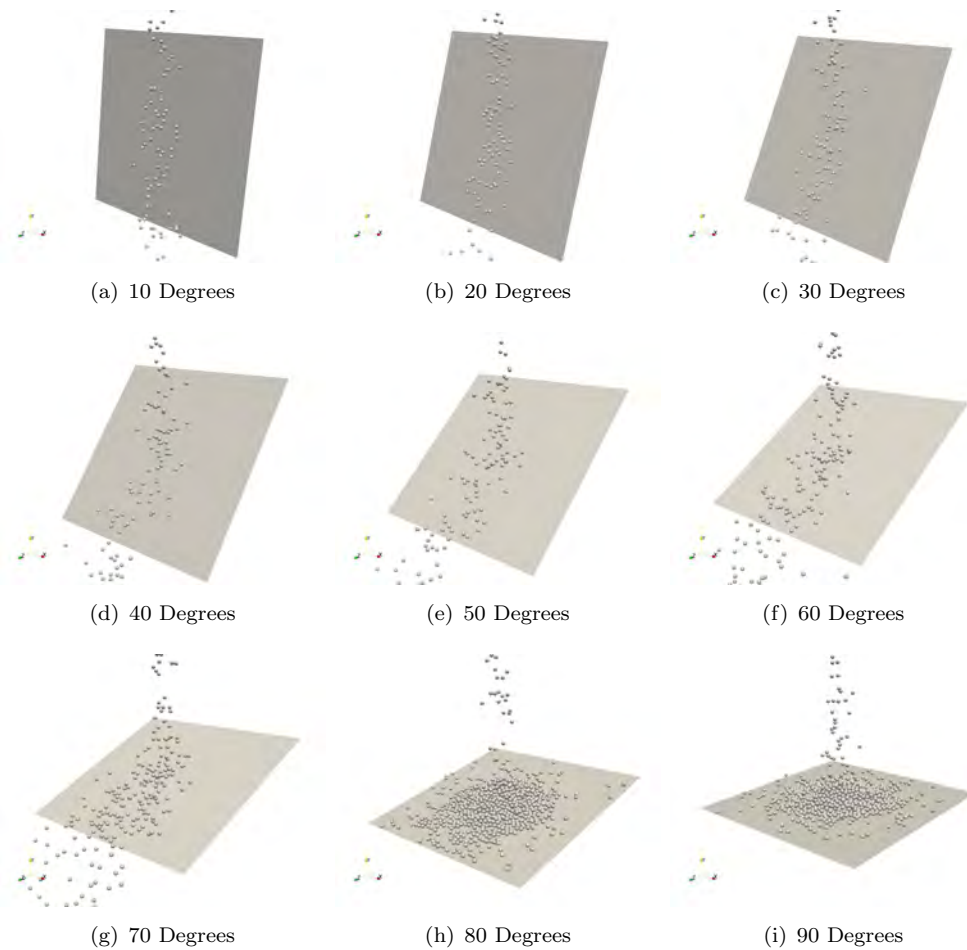 (a) 10 Degrees
(b) 20 Degrees
(c) 30 Degrees
(d) 40 Degrees
(e) 50 Degrees
(f) 60 Degrees
(g) 70 Degrees
(h) 80 Degrees
(i) 90 Degrees